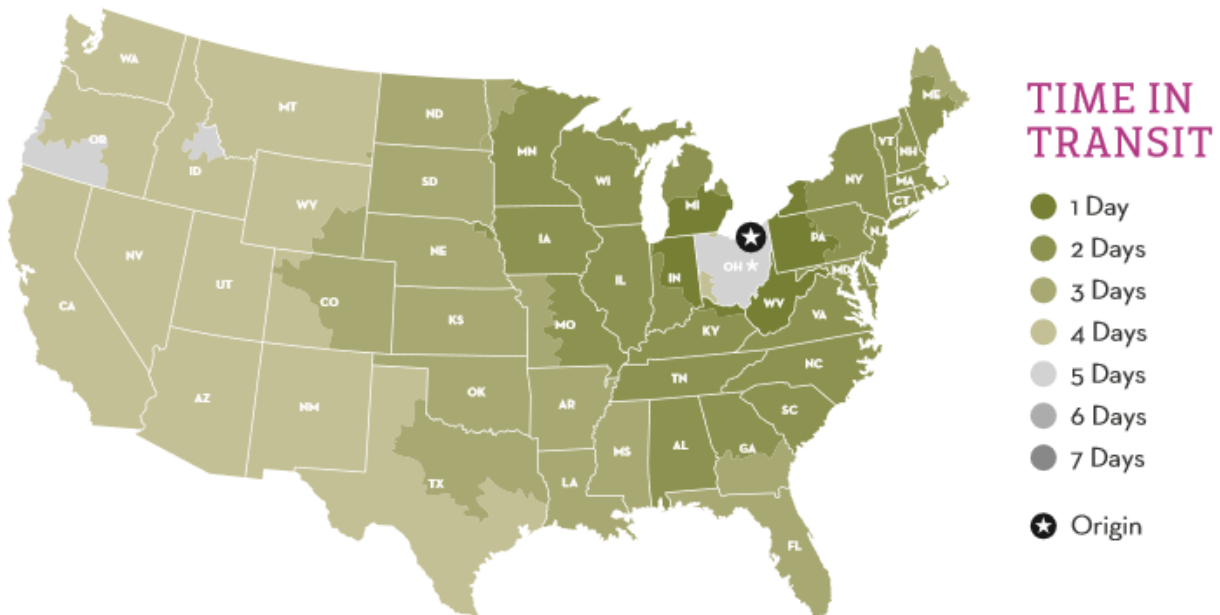 WA
MT
ND
ME
OR
MN
VT
NH
ID
SD
WI
NY
MA
WY
MI
CT
IA
PA
NJ
NE
NV
OH
IN
MD
UT
IL
CO
WV
CA
KS
MO
VA
KY
NC
TN
OK
AZ
NM
AR
SC
MS
AL
GA
TX
LA
FL
TIME IN
TRANSIT
1 Day
2 Days
3 Days
4 Days
5 Days
6 Days
7 Days
Origin